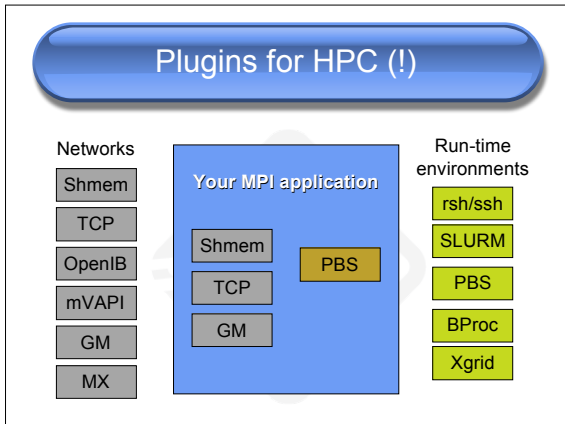 Plugins for HPC (!)
Networks
Shmem
TCP
OpenIB
mVAPI
GM
MX
Your MPI application
Shmem
TCP
GM
PBS
Run-time
environments
rsh/ssh
SLURM
PBS
BProc
Xgrid